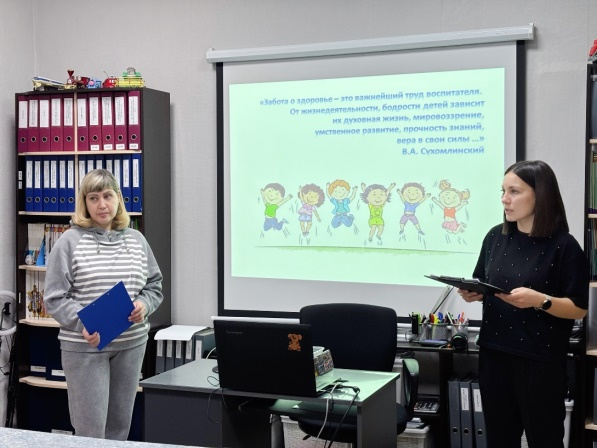 «Забота о здоровье – это важнейший труд воспитателя.
От жизнедеятельности, бодрости детей зависит
их духовная жизнь, мировоззрение,
умственное развитие, прочность знаний,
вера в свои силы ...»
В.А. Сухомлинский